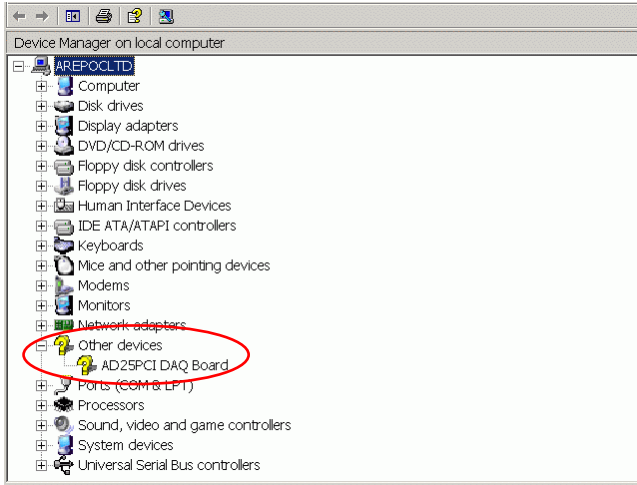 Device Manager on local computer
AREPOCLTD
Computer
Disk drives
Display adapters
DVD/CD-ROM drives
Floppy disk controllers
Floppy disk drives
Human Interface Devices
IDE ATA/ATAPI controllers
Keyboards
Mice and other pointing devices
Modems
Monitors
Network adapters
Other devices
AD25PCI DAQ Board
Ports (COM & LPT)
Processors
Sound, video and game controllers
System devices
Universal Serial Bus controllers